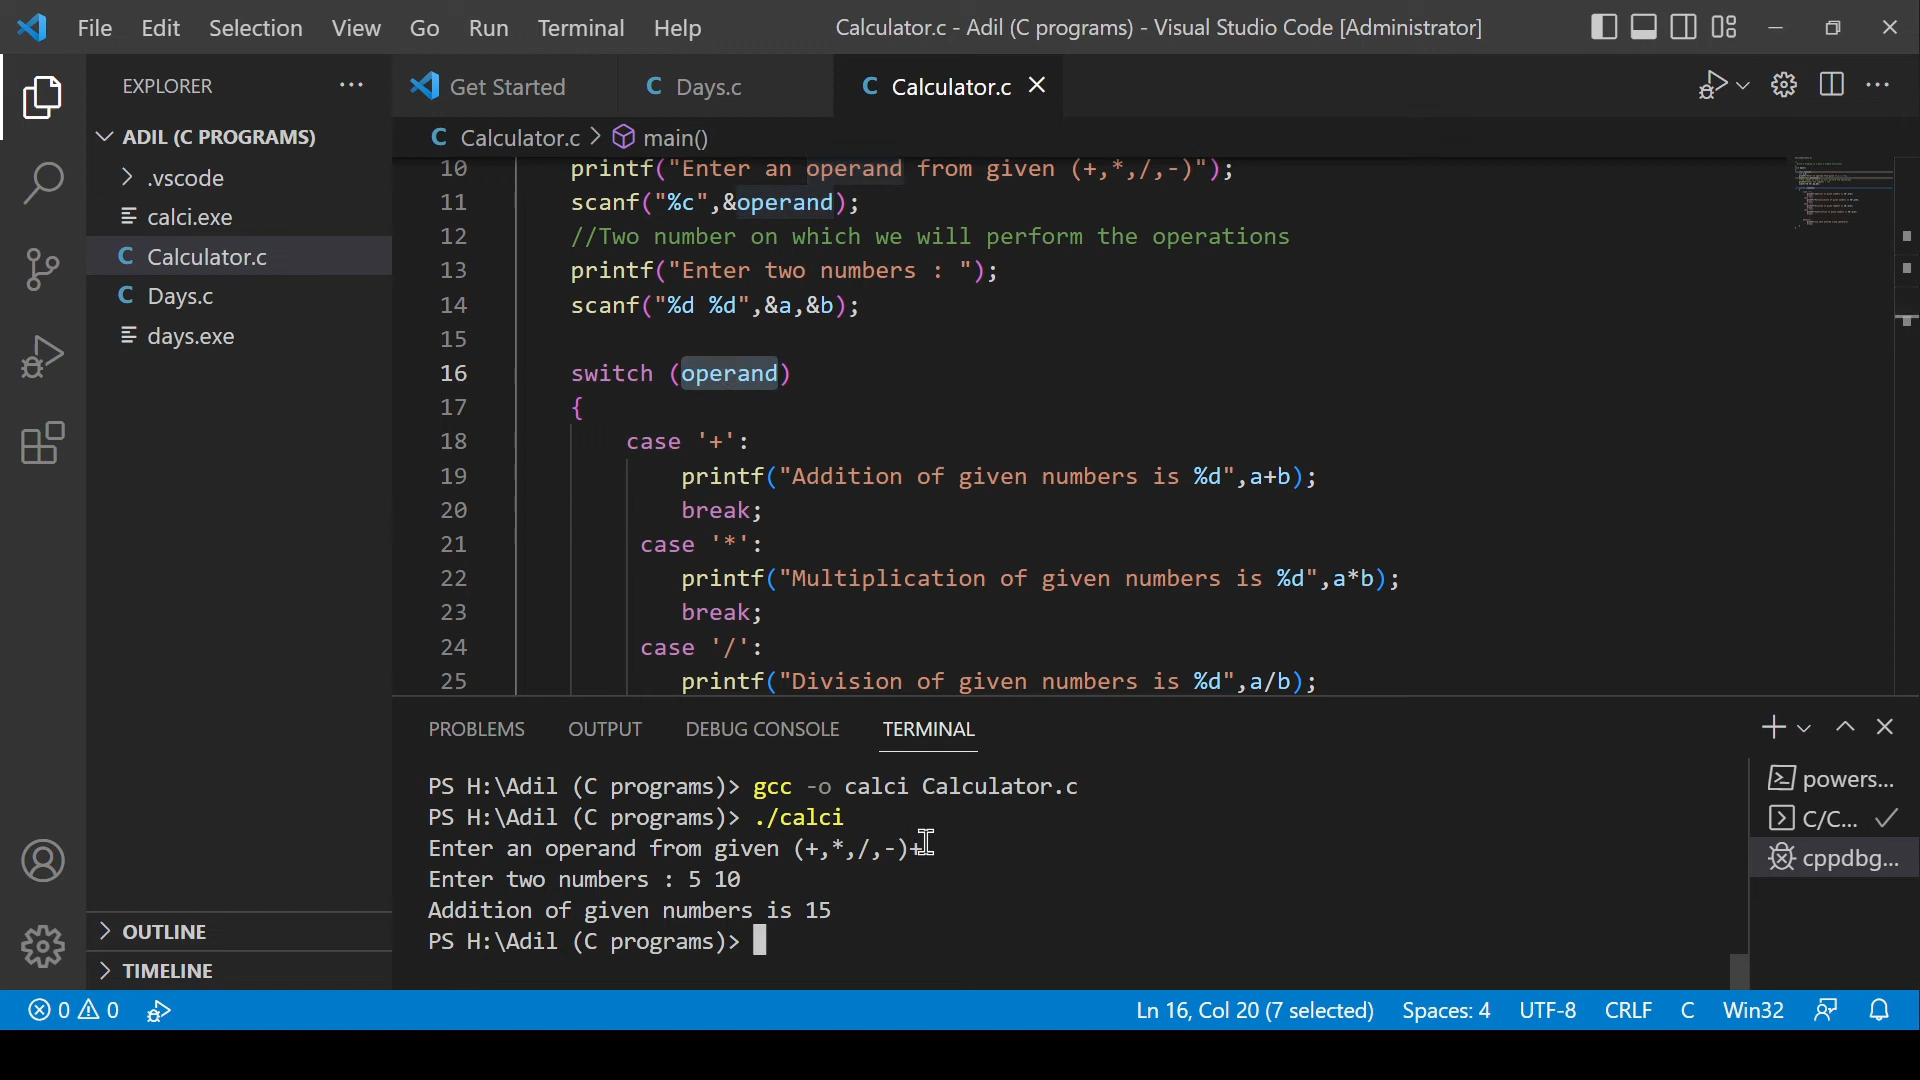 File Edit Selection View Go Run Terminal Help Calculator.c - Adil (C programs) - Visual Studio Code [Administrator]
EXPLORER
ADIL (C PROGRAMS)
.vscode
calci.exe
C Calculator.c
C Days.c
days.exe
OUTLINE
TIMELINE
Get Started C Days.c C Calculator.c
C Calculator.c > main()
10 printf("Enter an operand from given (+,*,/,-)");
11 scanf("%c",&operand);
12 //Two number on which we will perform the operations
13 printf("Enter two numbers : ");
14 scanf("%d %d",&a,&b);
15
16 switch (operand)
17 {
18 case '+':
19 printf("Addition of given numbers is %d",a+b);
20 break;
21 case '*':
22 printf("Multiplication of given numbers is %d",a*b);
23 break;
24 case '/':
25 printf("Division of given numbers is %d",a/b);
PROBLEMS OUTPUT DEBUG CONSOLE TERMINAL
PS H:\Adil (C programs)> gcc -o calci Calculator.c
PS H:\Adil (C programs)> ./calci
Enter an operand from given (+,*,/,-)+
Enter two numbers : 5 10
Addition of given numbers is 15
PS H:\Adil (C programs)>
powers...
C/C...
cppdbg...
0 0 Ln 16, Col 20 (7 selected) Spaces: 4 UTF-8 CRLF C Win32